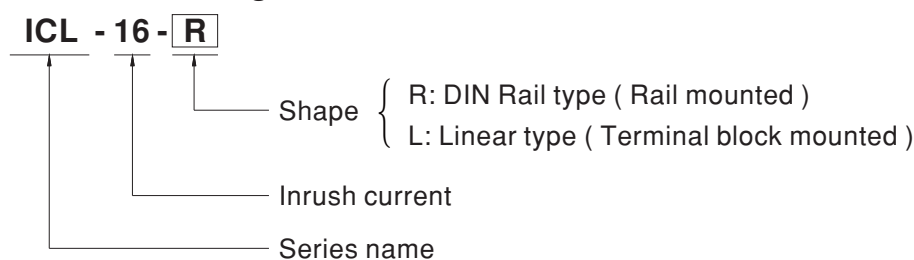 ICL - 16 - R
Shape { R: DIN Rail type ( Rail mounted )
L: Linear type ( Terminal block mounted )
Inrush current
Series name